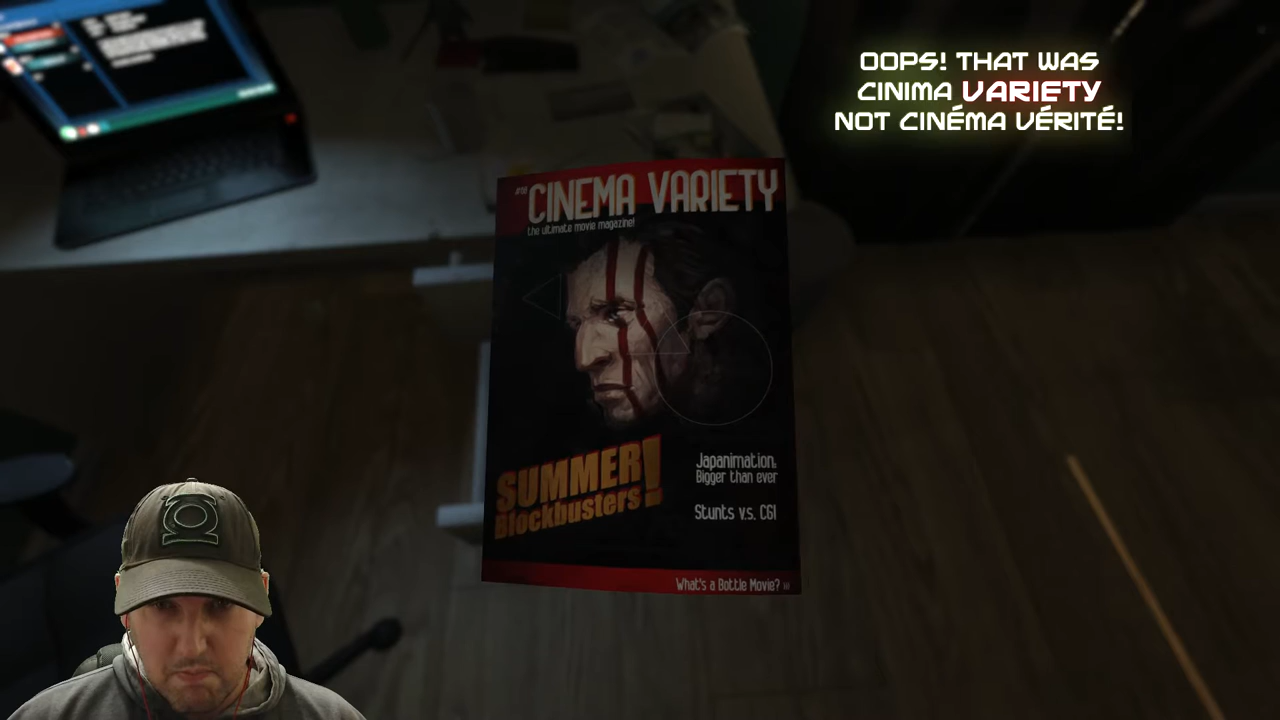 OOPS! THAT WAS
CINIMA VARIETY
NOT CINÉMA VÉRITÉ!
CINEMA VARIETY
the ultimate movie magazine!
SUMMER!
Blockbusters
Japanimation,
Bigger than ever
Stunts v.s. CGI
What's a Bottle Movie?